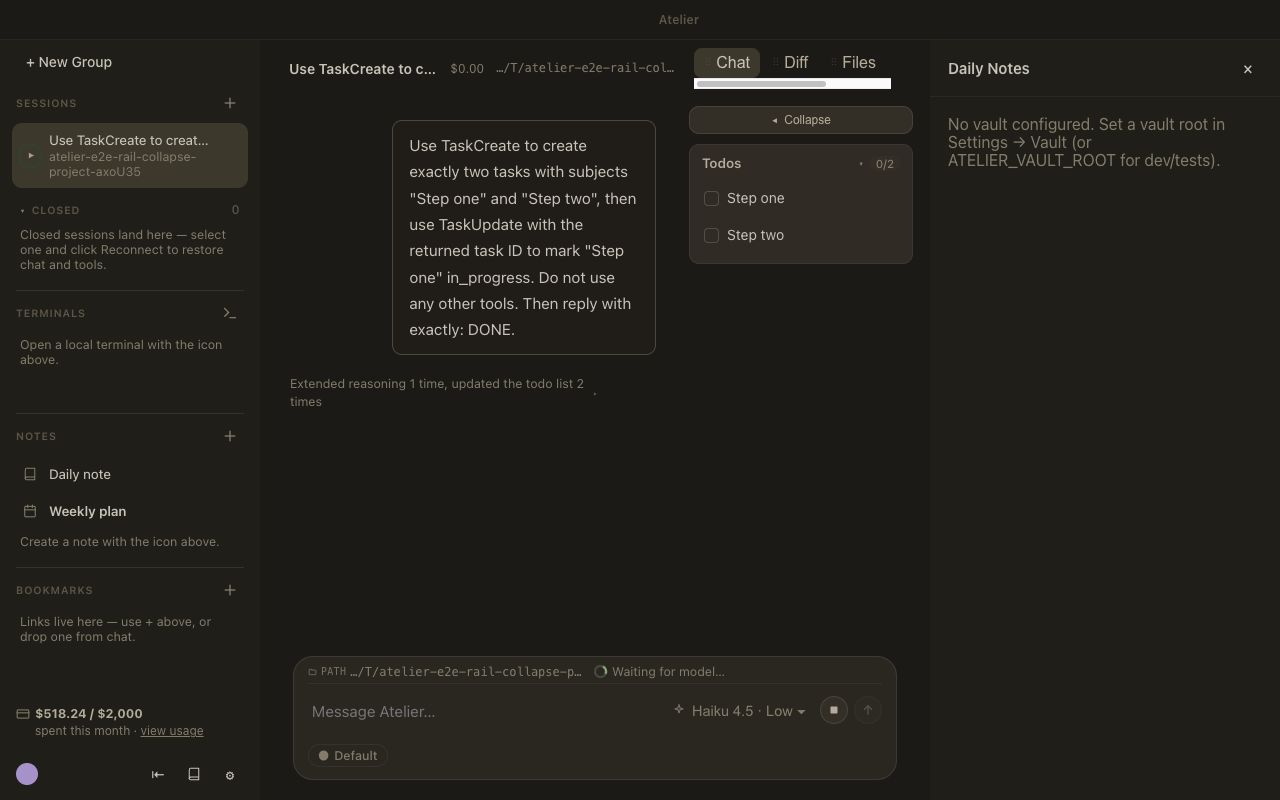 Atelier
+ New Group
SESSIONS
Use TaskCreate to creat...
atelier-e2e-rail-collapse-
project-axoU35
CLOSED 0
Closed sessions land here — select
one and click Reconnect to restore
chat and tools.
TERMINALS
Open a local terminal with the icon
above.
NOTES
Daily note
Weekly plan
Create a note with the icon above.
BOOKMARKS
Links live here — use + above, or
drop one from chat.
$518.24 / $2,000
spent this month · view usage
Use TaskCreate to c... $0.00 …/T/atelier-e2e-rail-col…
Chat Diff Files
Use TaskCreate to create
exactly two tasks with subjects
"Step one" and "Step two", then
use TaskUpdate with the
returned task ID to mark "Step
one" in_progress. Do not use
any other tools. Then reply with
exactly: DONE.
Extended reasoning 1 time, updated the todo list 2
times
Collapse
Todos 0/2
Step one
Step two
PATH …/T/atelier-e2e-rail-collapse-p… Waiting for model...
Message Atelier... Haiku 4.5 · Low
Default
Daily Notes ×
No vault configured. Set a vault root in
Settings → Vault (or
ATELIER_VAULT_ROOT for dev/tests).